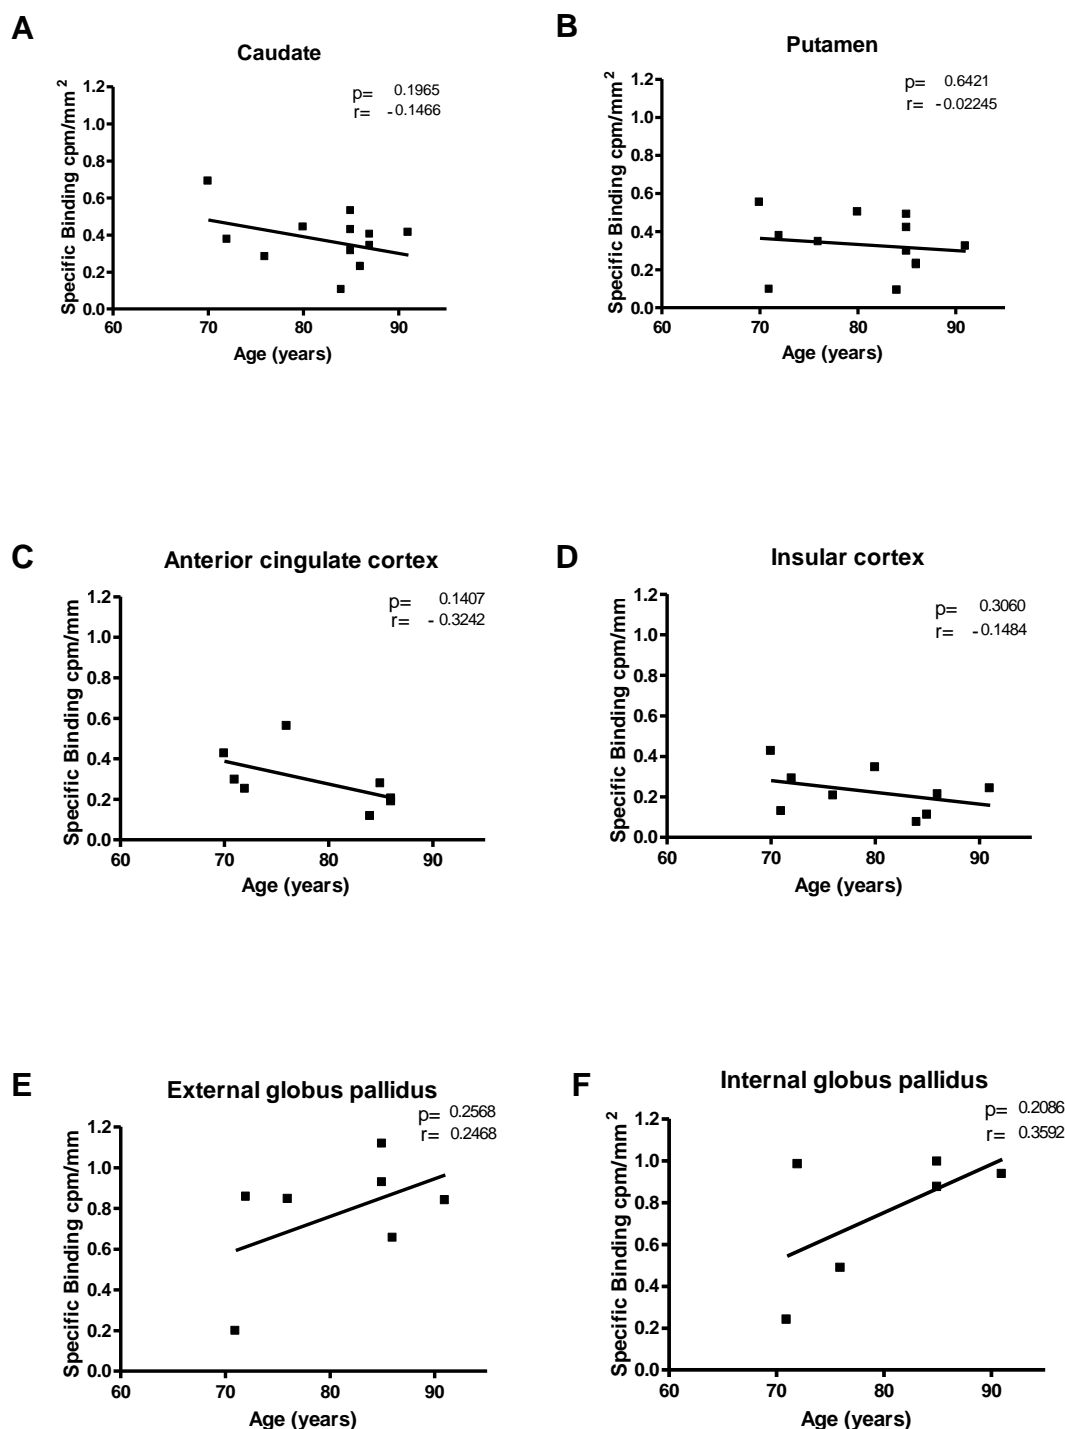 A
Caudate
Specific Binding cpm/mm²
1.2
1.0
0.8
0.6
0.4
0.2
0.0
60 70 80 90
Age (years)
p= 0.1965
r= -0.1466
B
Putamen
Specific Binding cpm/mm²
1.2
1.0
0.8
0.6
0.4
0.2
0.0
60 70 80 90
Age (years)
p= 0.6421
r= -0.02245
C
Anterior cingulate cortex
Specific Binding cpm/mm
1.2
1.0
0.8
0.6
0.4
0.2
0.0
60 70 80 90
Age (years)
p= 0.1407
r= - 0.3242
D
Insular cortex
Specific Binding cpm/mm
1.2
1.0
0.8
0.6
0.4
0.2
0.0
60 70 80 90
Age (years)
p= 0.3060
r= -0.1484
E
External globus pallidus
Specific Binding cpm/mm
1.2
1.0
0.8
0.6
0.4
0.2
0.0
60 70 80 90
Age (years)
p= 0.2568
r= 0.2468
F
Internal globus pallidus
Specific Binding cpm/mm²
1.2
1.0
0.8
0.6
0.4
0.2
0.0
60 70 80 90
Age (years)
p= 0.2086
r= 0.3592